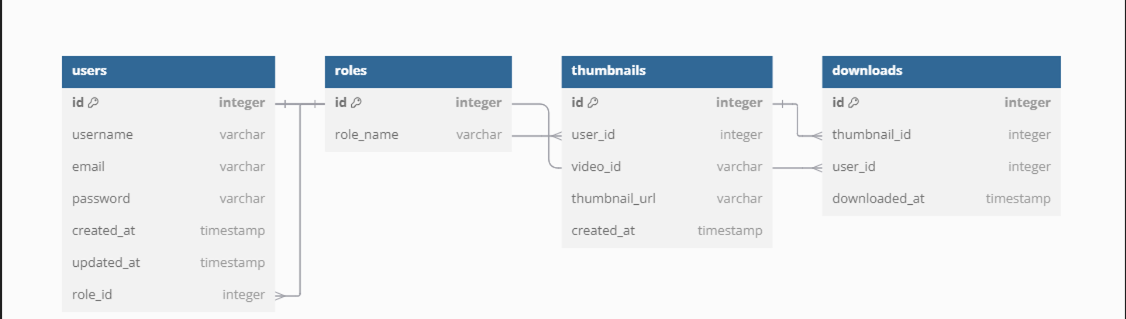 users
id integer
username varchar
email varchar
password varchar
created_at timestamp
updated_at timestamp
role_id integer
roles
id integer
role_name varchar
thumbnails
id integer
user_id integer
video_id varchar
thumbnail_url varchar
created_at timestamp
downloads
id integer
thumbnail_id integer
user_id integer
downloaded_at timestamp